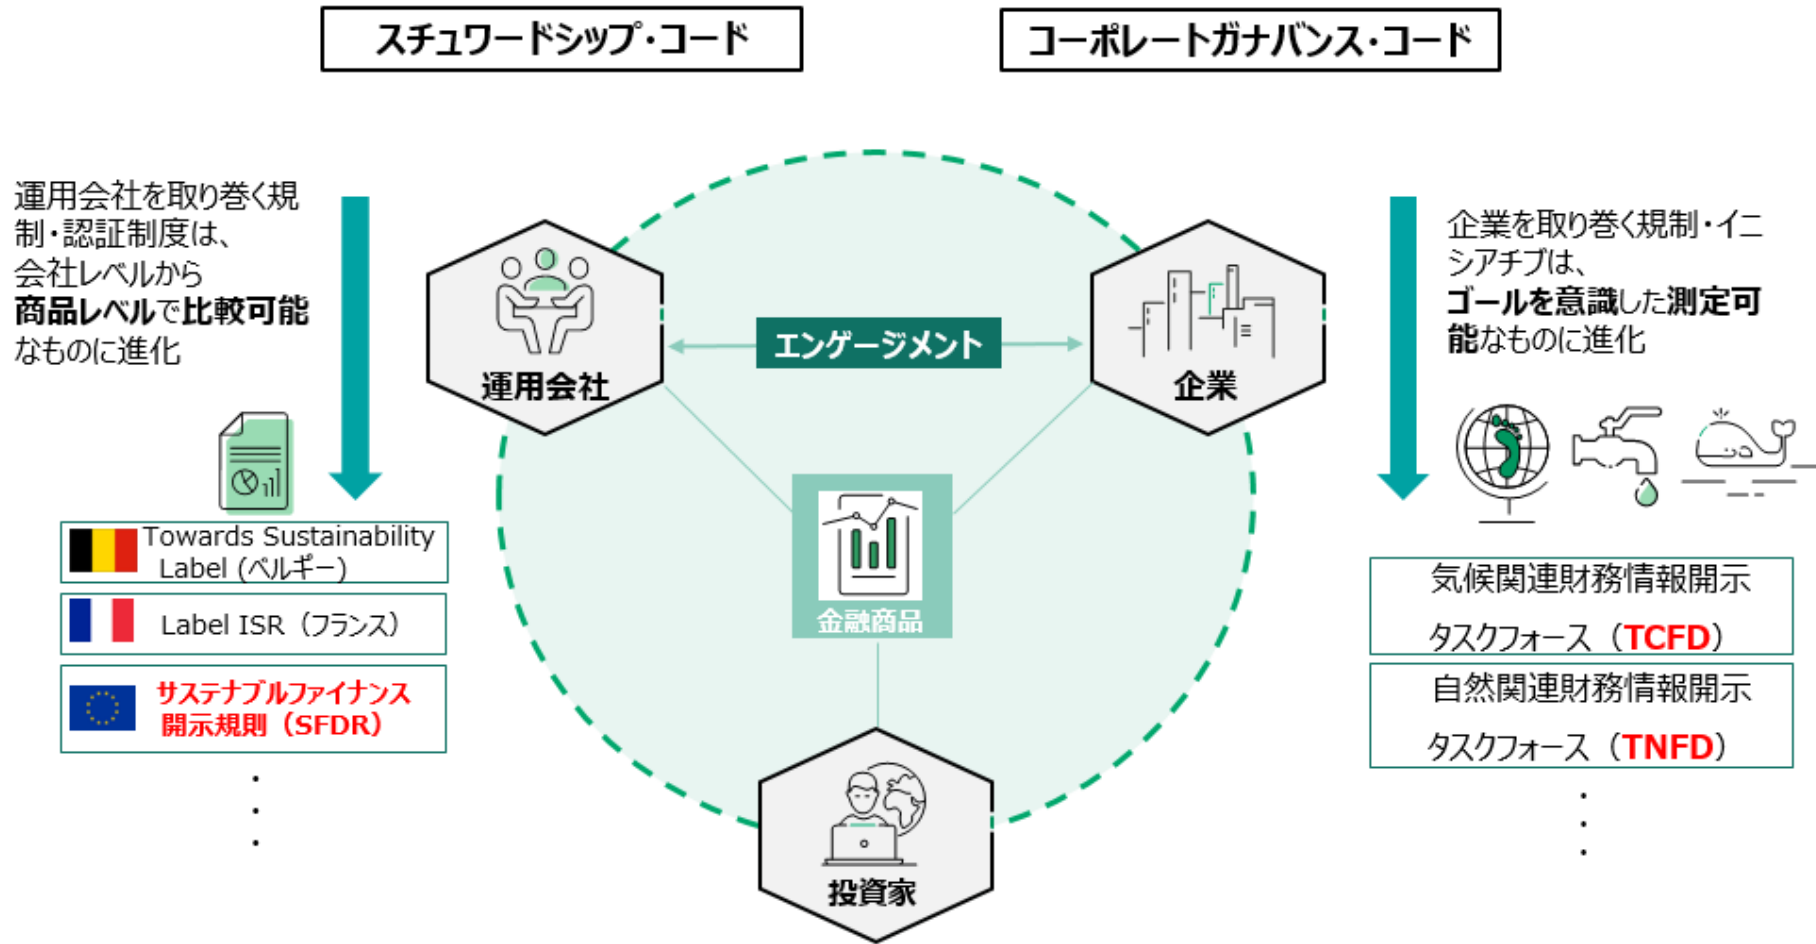 スチュワードシップ・コード
コーポレートガナバンス・コード
運用会社を取り巻く規
制・認証制度は、
会社レベルから
商品レベルで比較可能
なものに進化
企業を取り巻く規制・イニ
シアチブは、
ゴールを意識した測定可
能なものに進化
エンゲージメント
運用会社
企業
金融商品
投資家
Towards Sustainability
Label (ベルギー)
Label ISR（フランス）
サステナブルファイナンス
開示規則（SFDR）
・
・
・
気候関連財務情報開示
タスクフォース（TCFD）
自然関連財務情報開示
タスクフォース（TNFD）
・
・
・